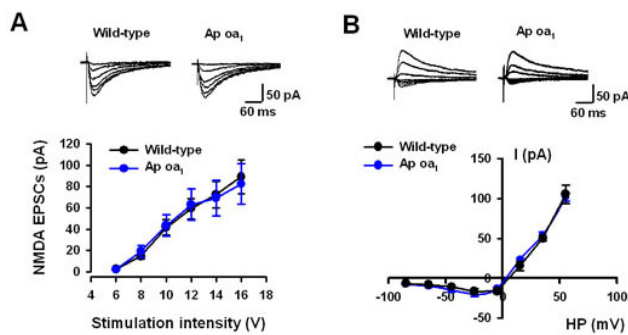 A
Wild-type Ap oa1
50 pA
60 ms
Wild-type
Ap oa1
NMDA EPSCs (pA)
120
100
80
60
40
20
0
4 6 8 10 12 14 16 18
Stimulation intensity (V)
B
Wild-type Ap oa1
50 pA
60 ms
Wild-type
Ap oa1
I (pA)
150
100
50
0
-50
-100 -50 0 50 100
HP (mV)